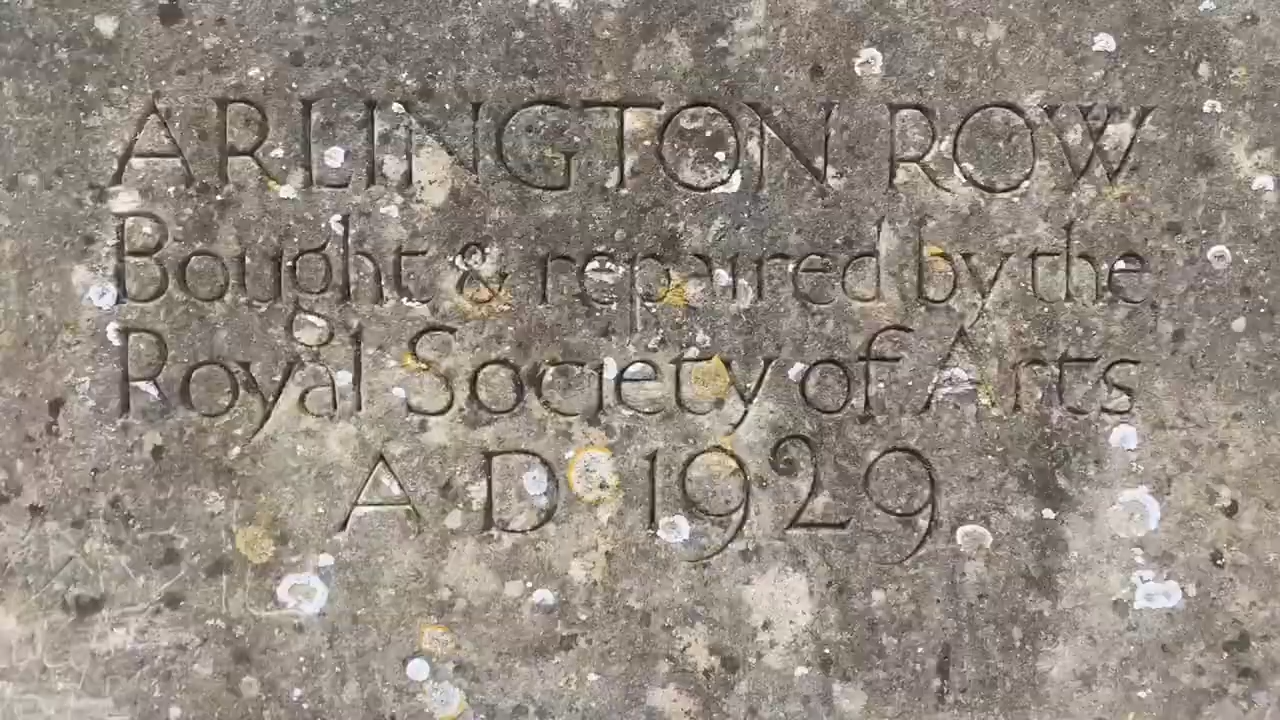 ARLINGTON ROW
Bought & repaired by the
Royal Society of Arts
A D 1929